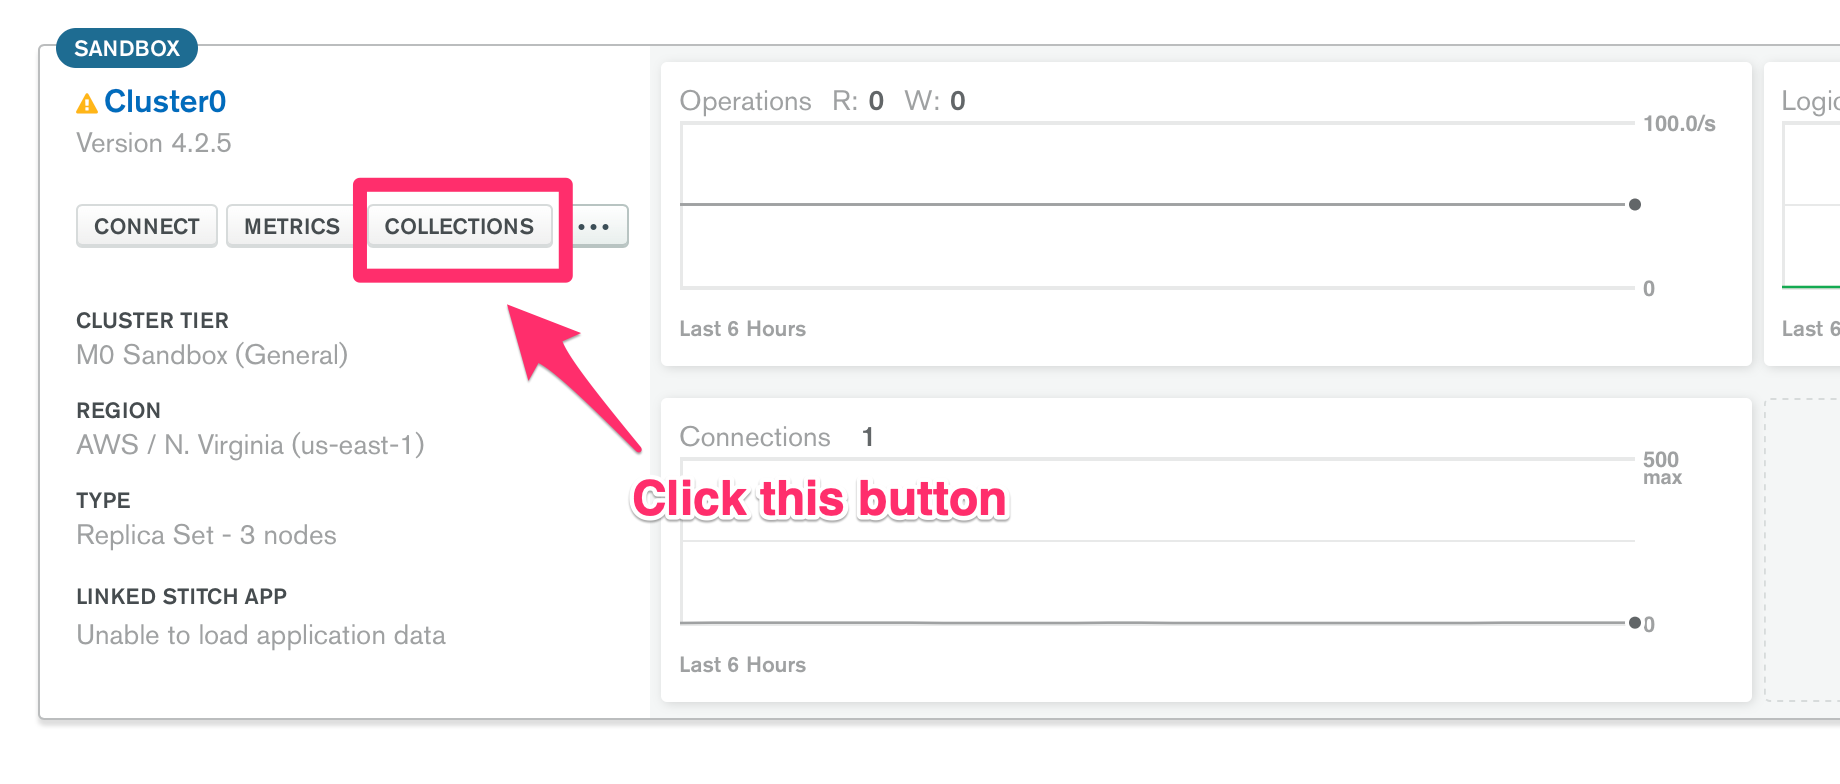 SANDBOX
Cluster0
Version 4.2.5
CONNECT METRICS COLLECTIONS ...
CLUSTER TIER
M0 Sandbox (General)
REGION
AWS / N. Virginia (us-east-1)
TYPE
Replica Set - 3 nodes
LINKED STITCH APP
Unable to load application data
Operations R: 0 W: 0
100.0/s
0
Last 6 Hours
Connections 1
500
max
Click this button
0
Last 6 Hours
Logic
Last 6